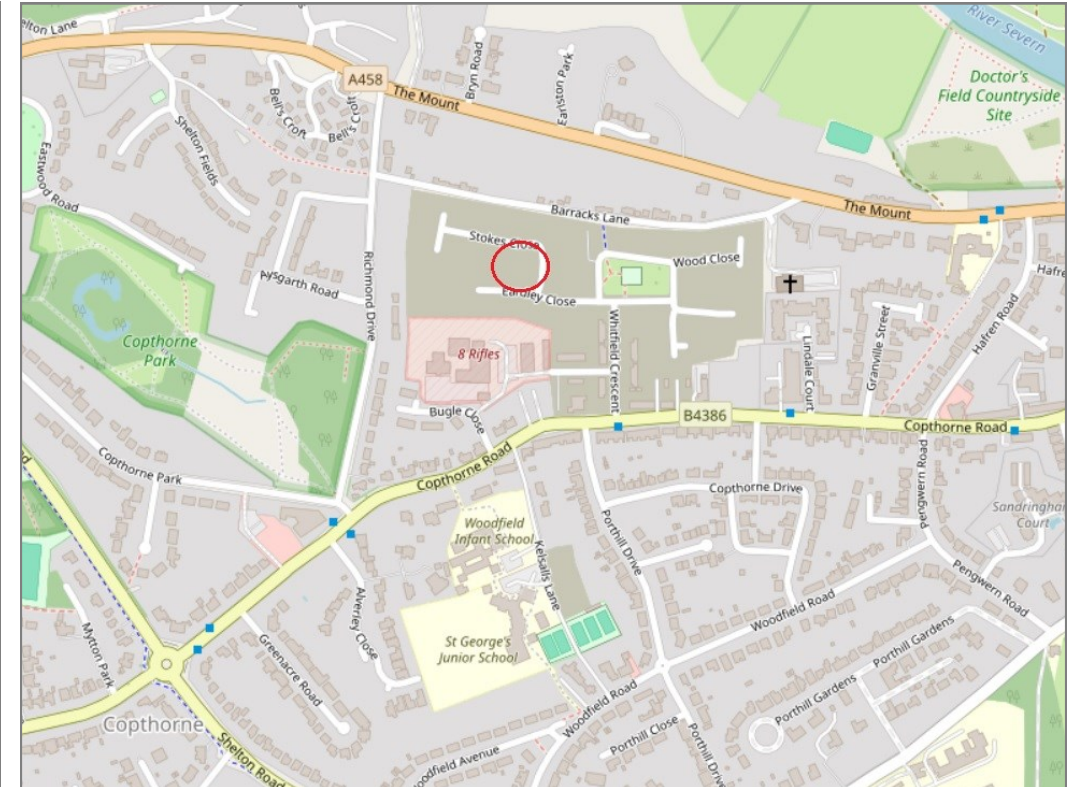 River Severn
Doctor's
Field Countryside
Site
Bryn Road
Earlston Park
A458
The Mount
Bell's Croft
Bell's
Shelton Fields
Eastwood Road
Barracks Lane
The Mount
Stokes Close
Wood Close
Richmond Drive
Aysgarth Road
Eardley Close
Hafren Road
Granville Street
Lindale Court
Whitfield Crescent
Copthorne
Park
8 Rifles
Bugle Close
B4386
Copthorne Road
Copthorne Road
Pengwern Road
Copthorne Park
Copthorne Drive
Sandringham
Court
Woodfield
Infant School
Porthill Drive
Kelsalls Lane
Pengwern Road
Alverley Close
Woodfield Road
Mytton Park
Greenacre Road
St George's
Junior School
Porthill Gardens
Porthill Gardens
Woodfield Road
Copthorne
Porthill Close
Porthill Drive
Shelton Road
oodfield Avenue